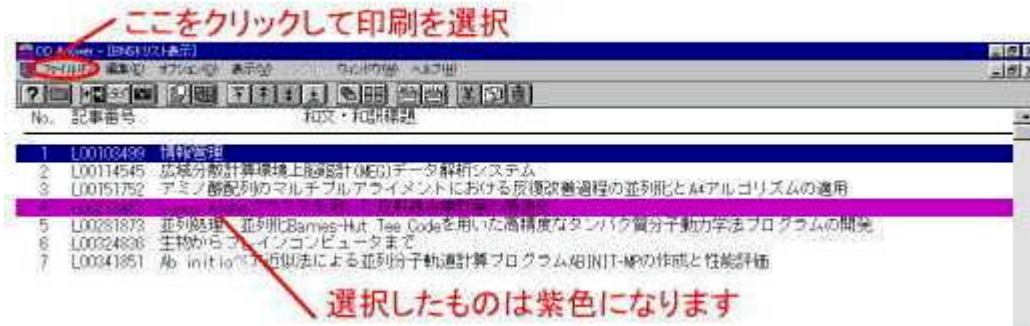 ここをクリックして印刷を選択
ファイル(F) 編集(E) オプション(O) 表示(V) ウィンドウ(W) ヘルプ(H)
No. 記事番号 和文・和訳標題
1 L00103499 情報管理
2 L00114545 広域分散計算環境上脳磁計(MEG)データ解析システム
3 L00151752 アミノ酸配列のマルチプルアライメントにおける反復改善過程の並列化とA*アルゴリズムの適用
5 L00281873 並列処理 並列化Barnes-Hut Tee Codeを用いた高精度なタンパク質分子動力学法プログラムの開発
6 L00324836 生物からブレインコンピュータまで
7 L00341851 Ab initio 近似法による並列分子軌道計算プログラムABINIT-MPの作成と性能評価
選択したものは紫色になります